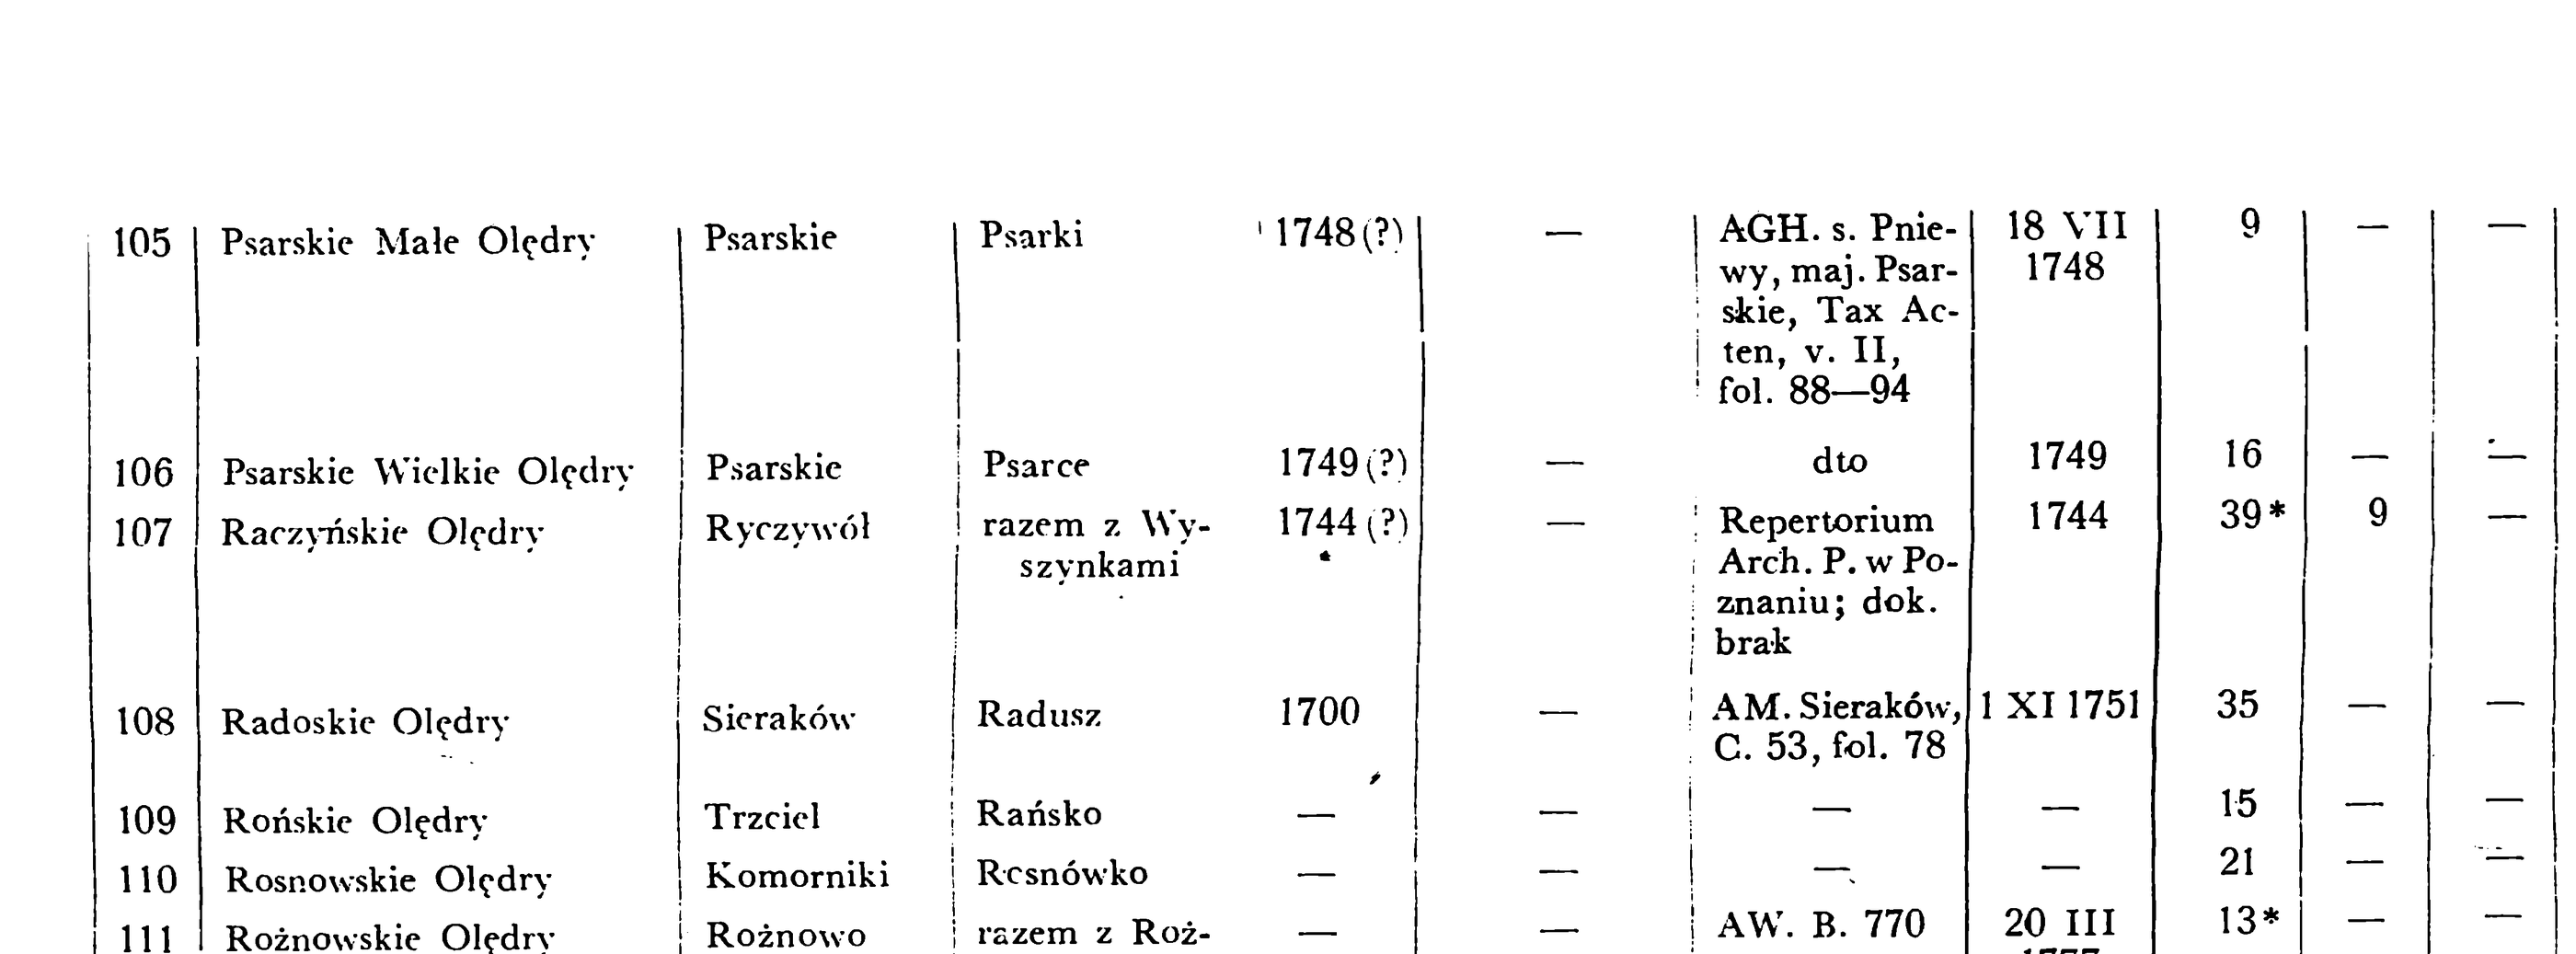 105 Psarskie Małe Olędry Psarskie Psarki 1748 (?) — AGH. s. Pnie- 18 VII 9 — —
wy, maj. Psar- 1748
skie, Tax Ac-
ten, v. II,
fol. 88—94
106 Psarskie Wielkie Olędry Psarskie Psarce 1749 (?) — dto 1749 16 — —
107 Raczyńskie Olędry Ryczywół razem z Wy- 1744 (?) — Repertorium 1744 39* 9 —
szynkami Arch. P. w Po-
znaniu; dok.
brak
108 Radoskie Olędry Sieraków Radusz 1700 — AM. Sieraków, 1 XI 1751 35 — —
C. 53, fol. 78
109 Rońskie Olędry Trzciel Rańsko — — — — 15 — —
110 Rosnowskie Olędry Komorniki Rosnówko — — — — 21 — —
111 Rożnowskie Olędry Rożnowo razem z Roż- — — AW. B. 770 20 III 13* — —